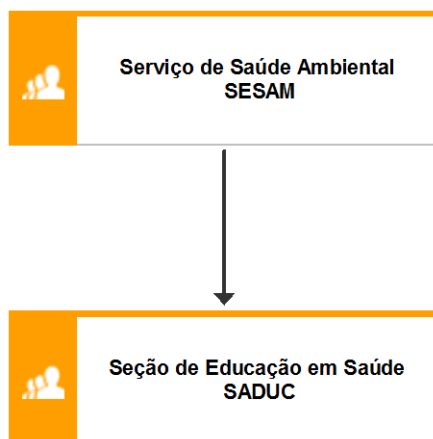 Serviço de Saúde Ambiental
SESAM
Seção de Educação em Saúde
SADUC